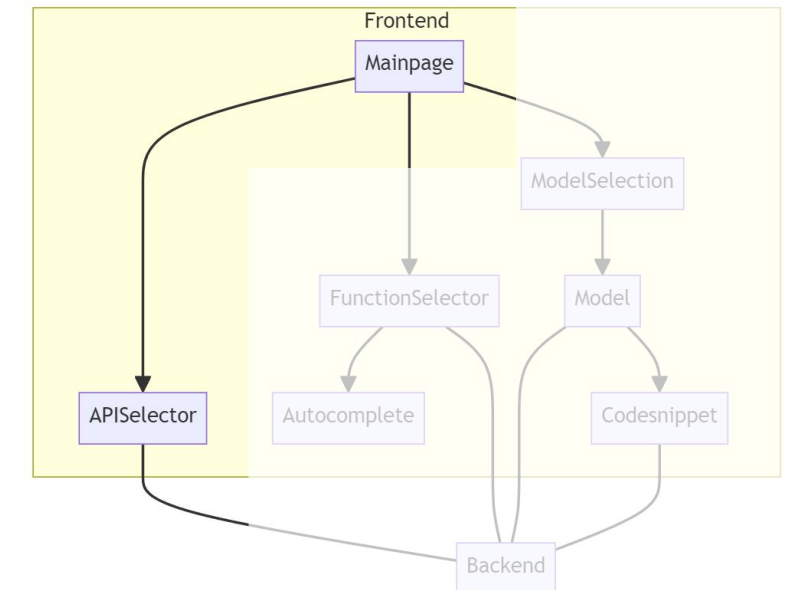 Frontend
Mainpage
ModelSelection
FunctionSelector
Model
APISelector
Autocomplete
Codesnippet
Backend